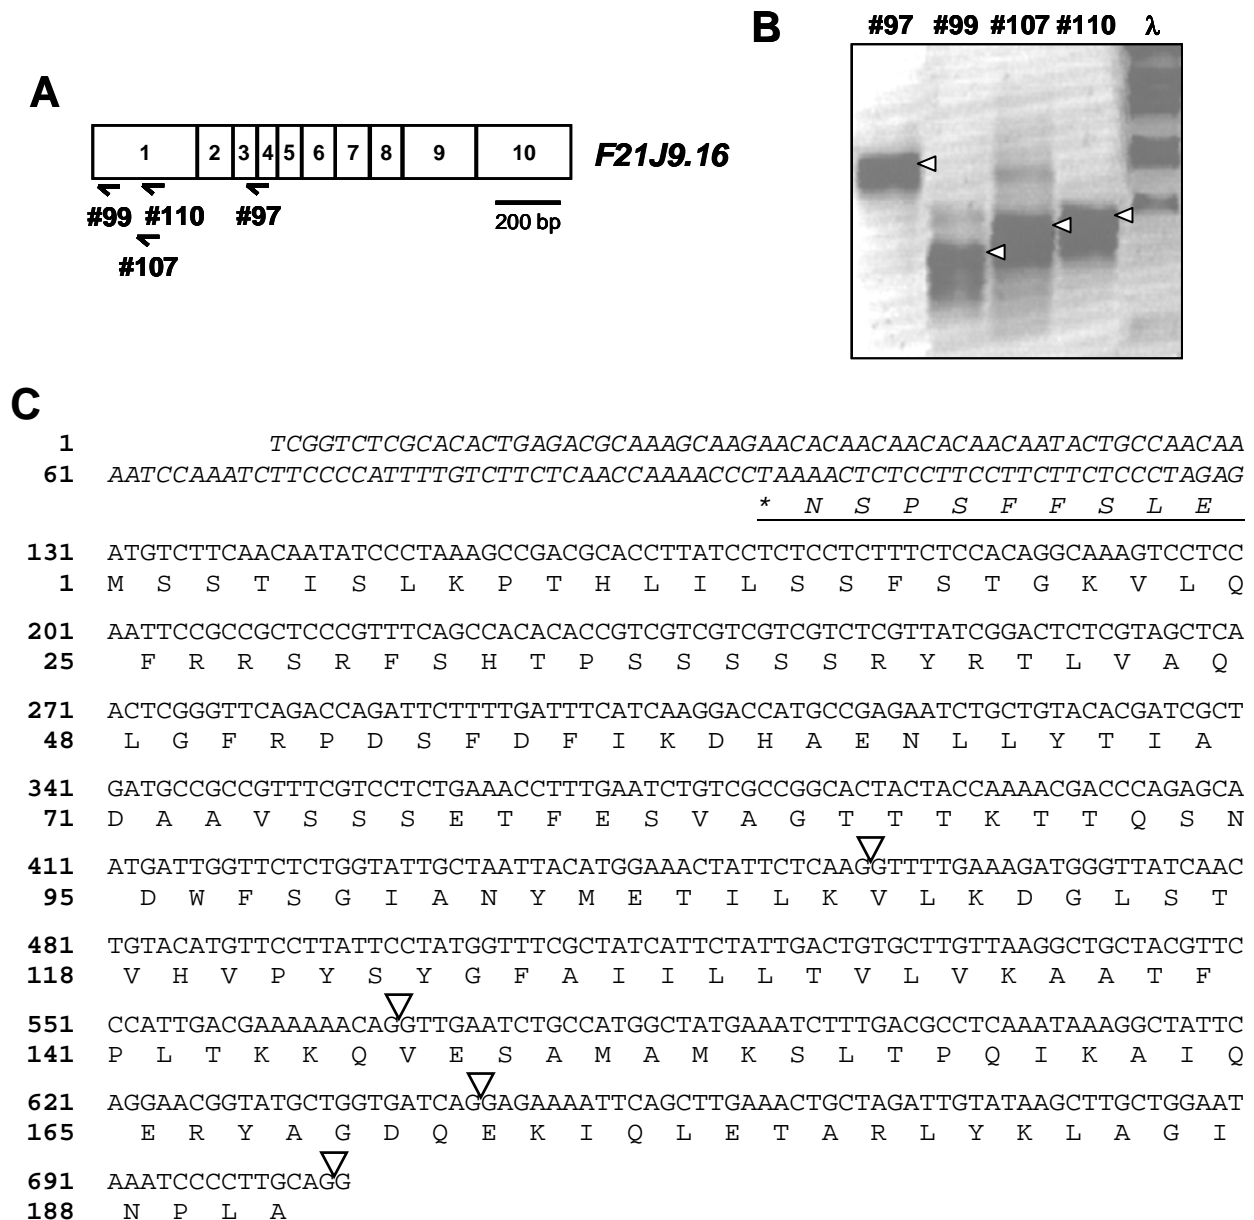 A
1 2 3 4 5 6 7 8 9 10
F21J9.16
#99 #110 #97
#107
200 bp
B
#97 #99 #107 #110 λ
C
1 TCGGTCTCGCACACTGAGACGCAAAGCAAGAACACAACAACACAACAATACTGCCAACAA
61 AATCCAAATCTTCCCCATTTTGTCTTCTCAACCAAAACCCTAAAACTCTCCTTCCTTCTTCTCCCTAGAG
* N S P S F F S L E
131 ATGTCTTCAACAATATCCCTAAAGCCGACGCACCTTATCCTCTCCTCTTTCTCCACAGGCAAAGTCCTCC
1 M S S T I S L K P T H L I L S S F S T G K V L Q
201 AATTCCGCCGCTCCCGTTTCAGCCACACACCGTCGTCGTCGTCGTCTCGTTATCGGACTCTCGTAGCTCA
25 F R R S R F S H T P S S S S S R Y R T L V A Q
271 ACTCGGGTTCAGACCAGATTCTTTTGATTTCATCAAGGACCATGCCGAGAATCTGCTGTACACGATCGCT
48 L G F R P D S F D F I K D H A E N L L Y T I A
341 GATGCCGCCGTTTCGTCCTCTGAAACCTTTGAATCTGTCGCCGGCACTACTACCAAAACGACCCAGAGCA
71 D A A V S S S E T F E S V A G T T T K T T Q S N
411 ATGATTGGTTCTCTGGTATTGCTAATTACATGGAAACTATTCTCAAGGTTTTGAAAGATGGGTTATCAAC
95 D W F S G I A N Y M E T I L K V L K D G L S T
481 TGTACATGTTCCTTATTCCTATGGTTTCGCTATCATTCTATTGACTGTGCTTGTTAAGGCTGCTACGTTC
118 V H V P Y S Y G F A I I L L T V L V K A A T F
551 CCATTGACGAAAAAACAGGTTGAATCTGCCATGGCTATGAAATCTTTGACGCCTCAAATAAAGGCTATTC
141 P L T K K Q V E S A M A M K S L T P Q I K A I Q
621 AGGAACGGTATGCTGGTGATCAGGAGAAAATTCAGCTTGAAACTGCTAGATTGTATAAGCTTGCTGGAAT
165 E R Y A G D Q E K I Q L E T A R L Y K L A G I
691 AAATCCCCTTGCAGG
188 N P L A